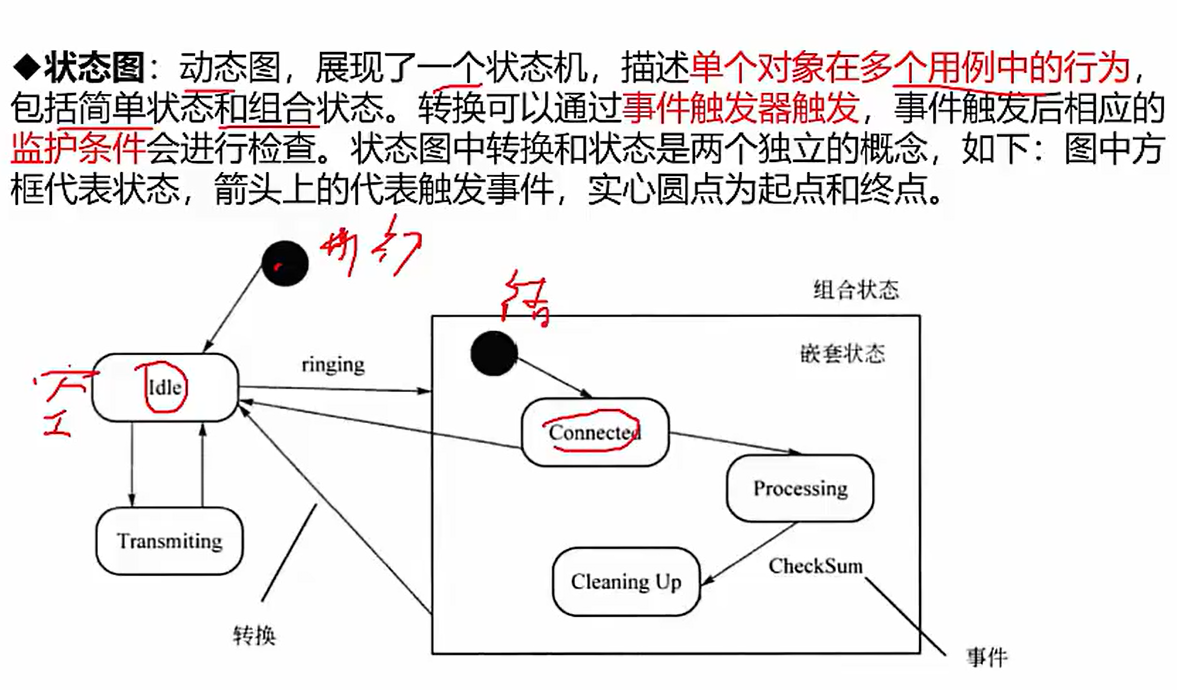 ◆状态图：动态图，展现了一个状态机，描述单个对象在多个用例中的行为，
包括简单状态和组合状态。转换可以通过事件触发器触发，事件触发后相应的
监护条件会进行检查。状态图中转换和状态是两个独立的概念，如下：图中方
框代表状态，箭头上的代表触发事件，实心圆点为起点和终点。
组合状态
嵌套状态
ringing
Idle
Connected
Processing
Transmiting
CheckSum
Cleaning Up
转换
事件